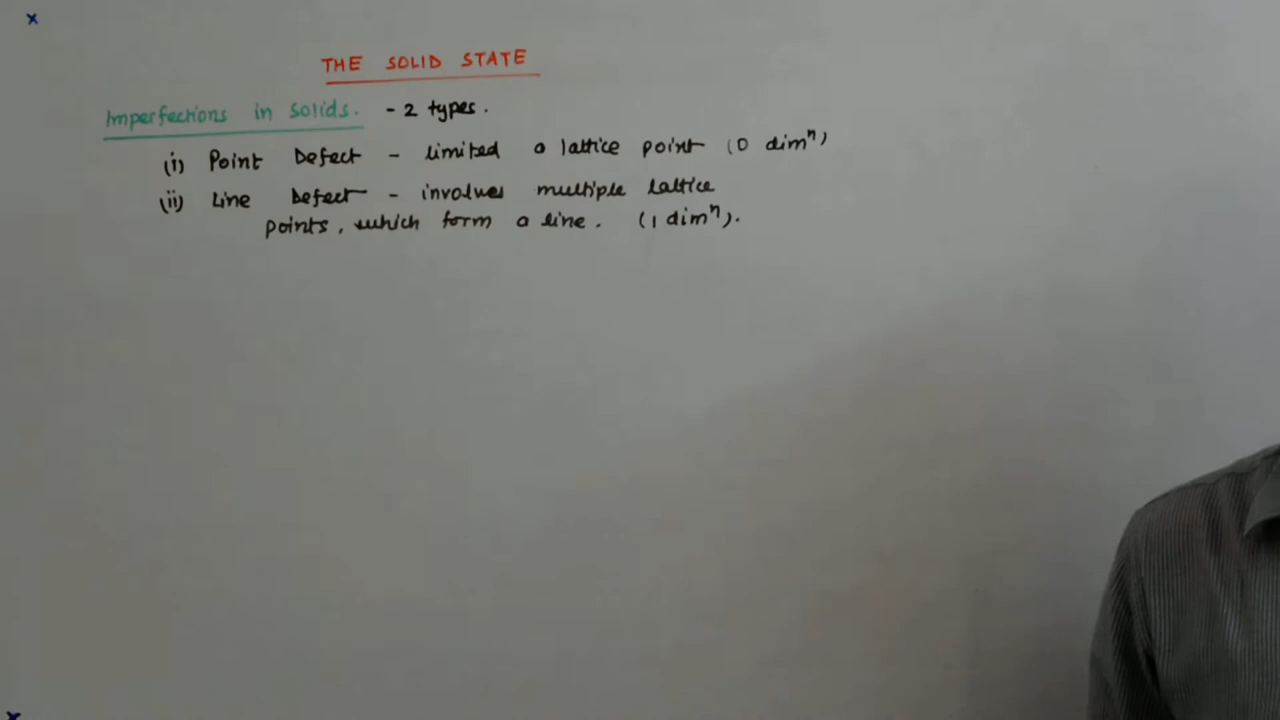 THE SOLID STATE
Imperfections in solids. - 2 types.
(i) Point Defect - limited a lattice point (0 dimⁿ)
(ii) Line Defect - involves multiple lattice
points, which form a line. (1 dimⁿ).